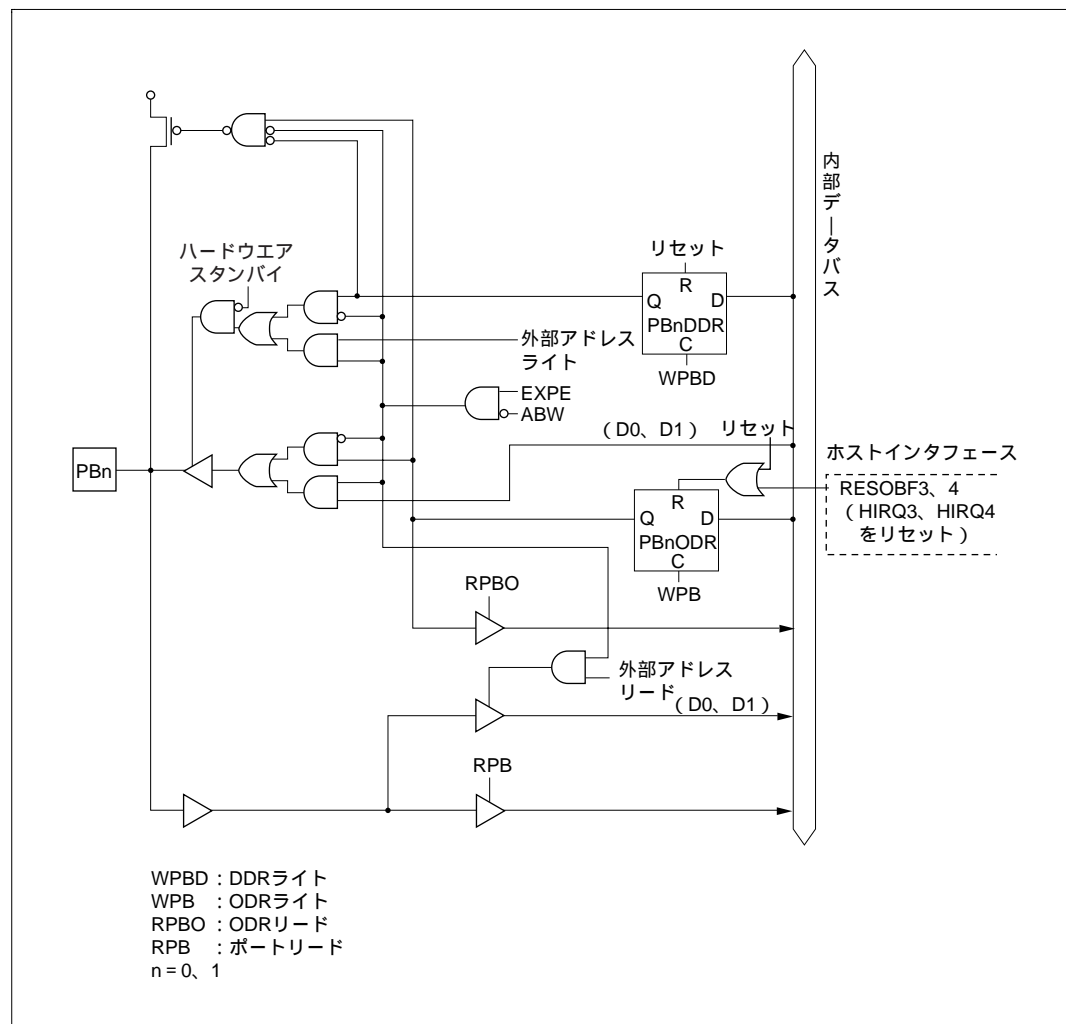 内部データバス
ハードウエア
スタンバイ
リセット
Q
R
D
PBnDDR
C
WPBD
外部アドレス
ライト
EXPE
ABW
（D0、D1）
リセット
ホストインタフェース
RESOBF3、4
（HIRQ3、HIRQ4
をリセット）
PBn
R
Q
D
PBnODR
C
WPB
RPBO
外部アドレス
リード
（D0、D1）
RPB
WPBD：DDRライト
WPB ：ODRライト
RPBO：ODRリード
RPB ：ポートリード
n = 0、1